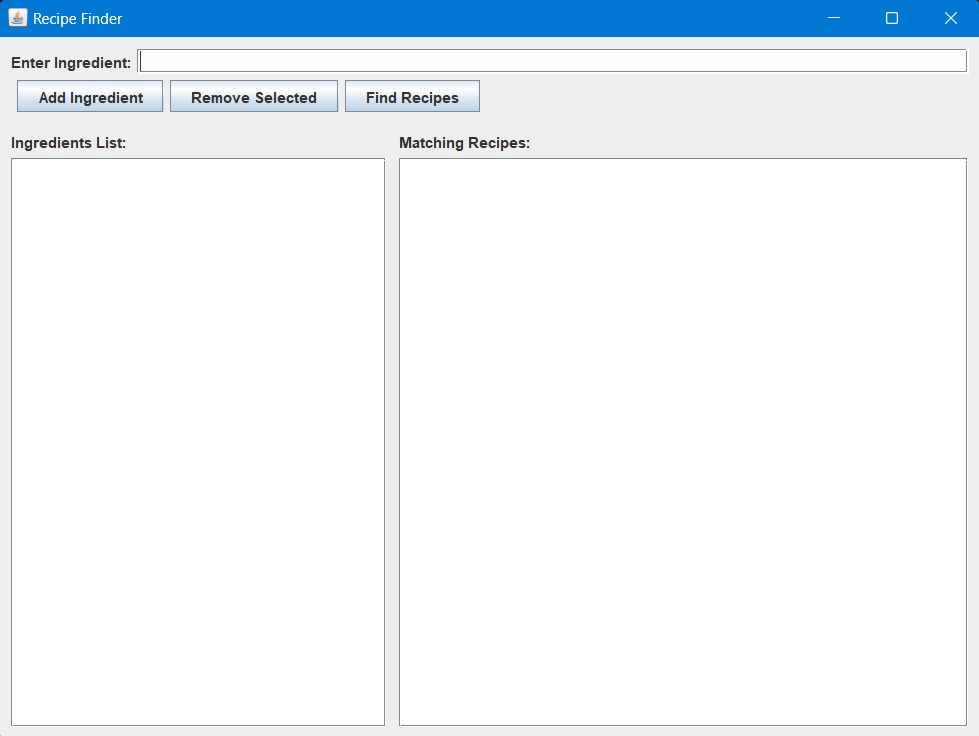 Recipe Finder
Enter Ingredient:
Add Ingredient Remove Selected Find Recipes
Ingredients List: Matching Recipes: